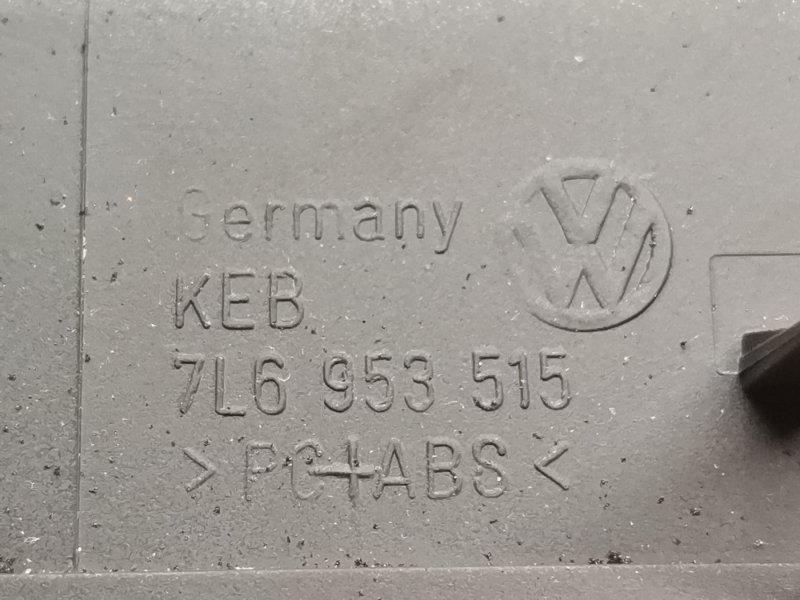 Germany
KEB
7L6 953 515
>PC+ABS<